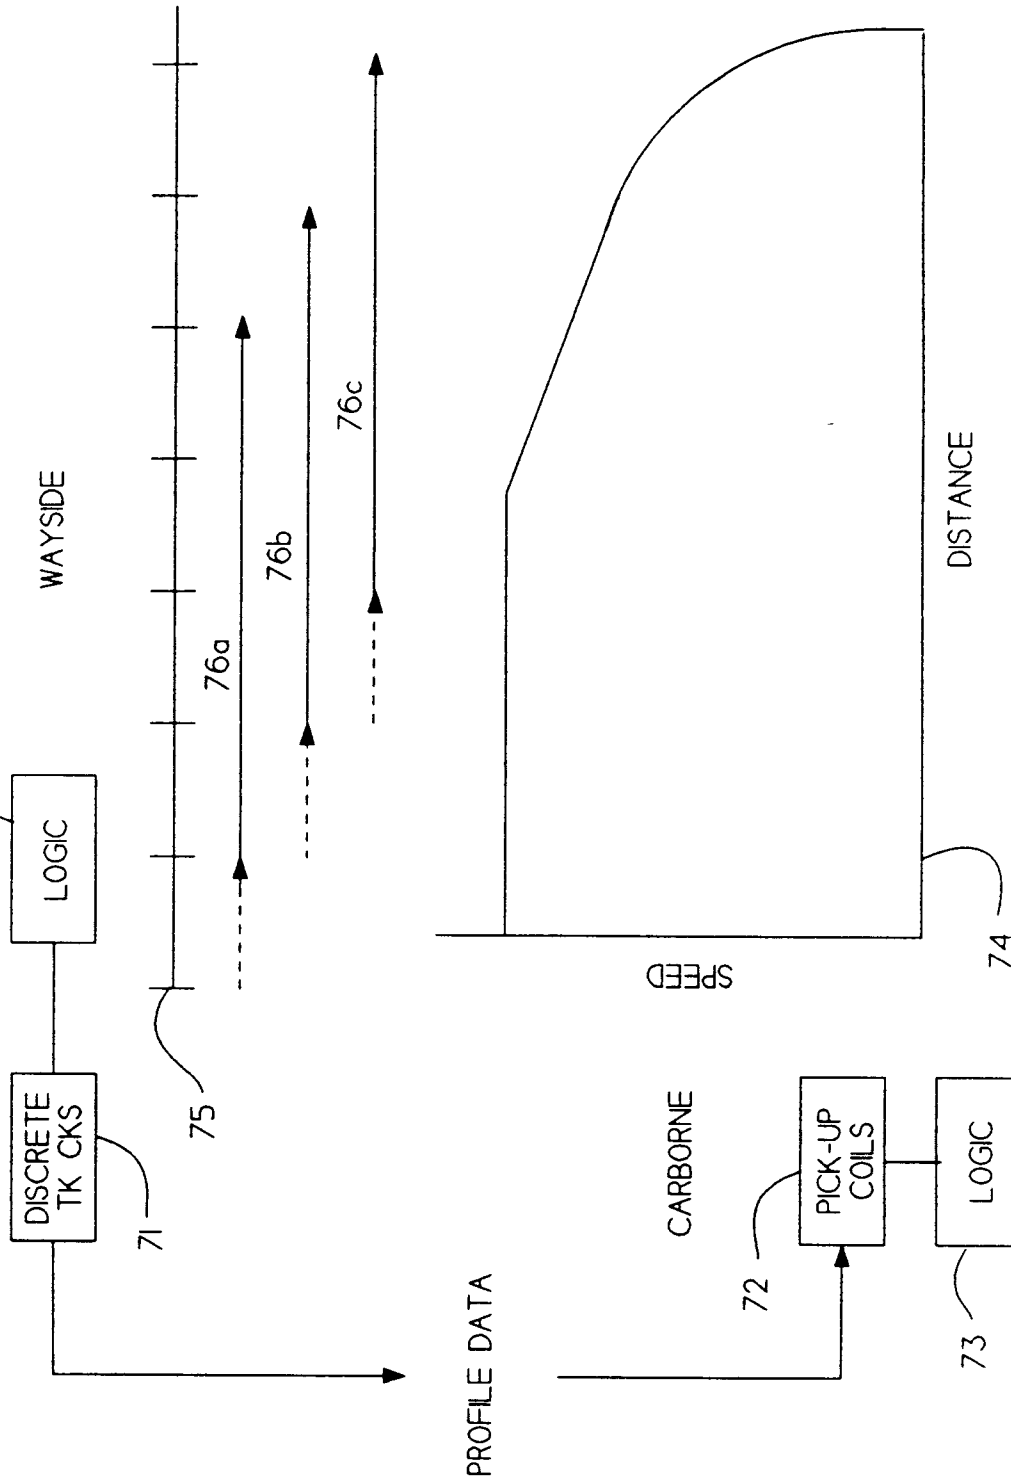 WAYSIDE
LOGIC
DISCRETE
TK CKS
71
75
76a
76b
76c
PROFILE DATA
CARBORNE
72
PICK-UP
COILS
LOGIC
73
SPEED
DISTANCE
74